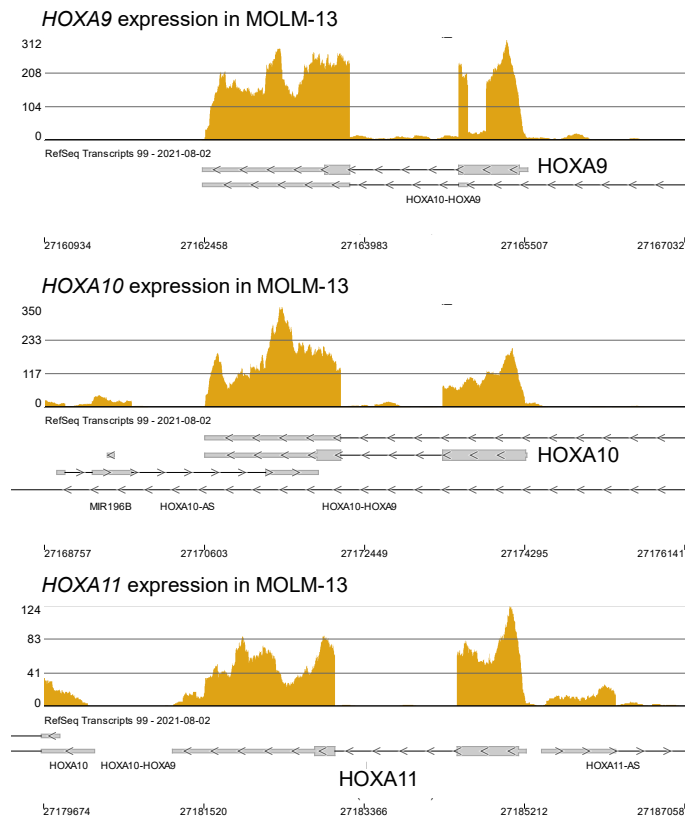 HOXA9 expression in MOLM-13
312
208
104
0
RefSeq Transcripts 99 - 2021-08-02
HOXA9
HOXA10-HOXA9
27160934 27162458 27163983 27165507 27167032
HOXA10 expression in MOLM-13
350
233
117
0
RefSeq Transcripts 99 - 2021-08-02
HOXA10
MIR196B HOXA10-AS HOXA10-HOXA9
27168757 27170603 27172449 27174295 27176141
HOXA11 expression in MOLM-13
124
83
41
0
RefSeq Transcripts 99 - 2021-08-02
HOXA10 HOXA10-HOXA9 HOXA11-AS
HOXA11
27179674 27181520 27183366 27185212 27187058